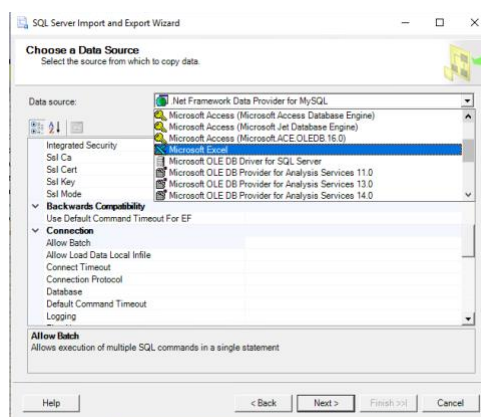 SQL Server Import and Export Wizard
Choose a Data Source
Select the source from which to copy data.
Data source:
.Net Framework Data Provider for MySQL
Microsoft Access (Microsoft Access Database Engine)
Microsoft Access (Microsoft Jet Database Engine)
Microsoft Access (Microsoft.ACE.OLEDB.16.0)
Microsoft Excel
Microsoft OLE DB Driver for SQL Server
Microsoft OLE DB Provider for Analysis Services 11.0
Microsoft OLE DB Provider for Analysis Services 13.0
Microsoft OLE DB Provider for Analysis Services 14.0
Integrated Security
Ssl Ca
Ssl Cert
Ssl Key
Ssl Mode
Backwards Compatibility
Use Default Command Timeout For EF
Connection
Allow Batch
Allow Load Data Local Infile
Connect Timeout
Connection Protocol
Database
Default Command Timeout
Logging
Allow Batch
Allows execution of multiple SQL commands in a single statement
Help
< Back
Next >
Finish >>|
Cancel